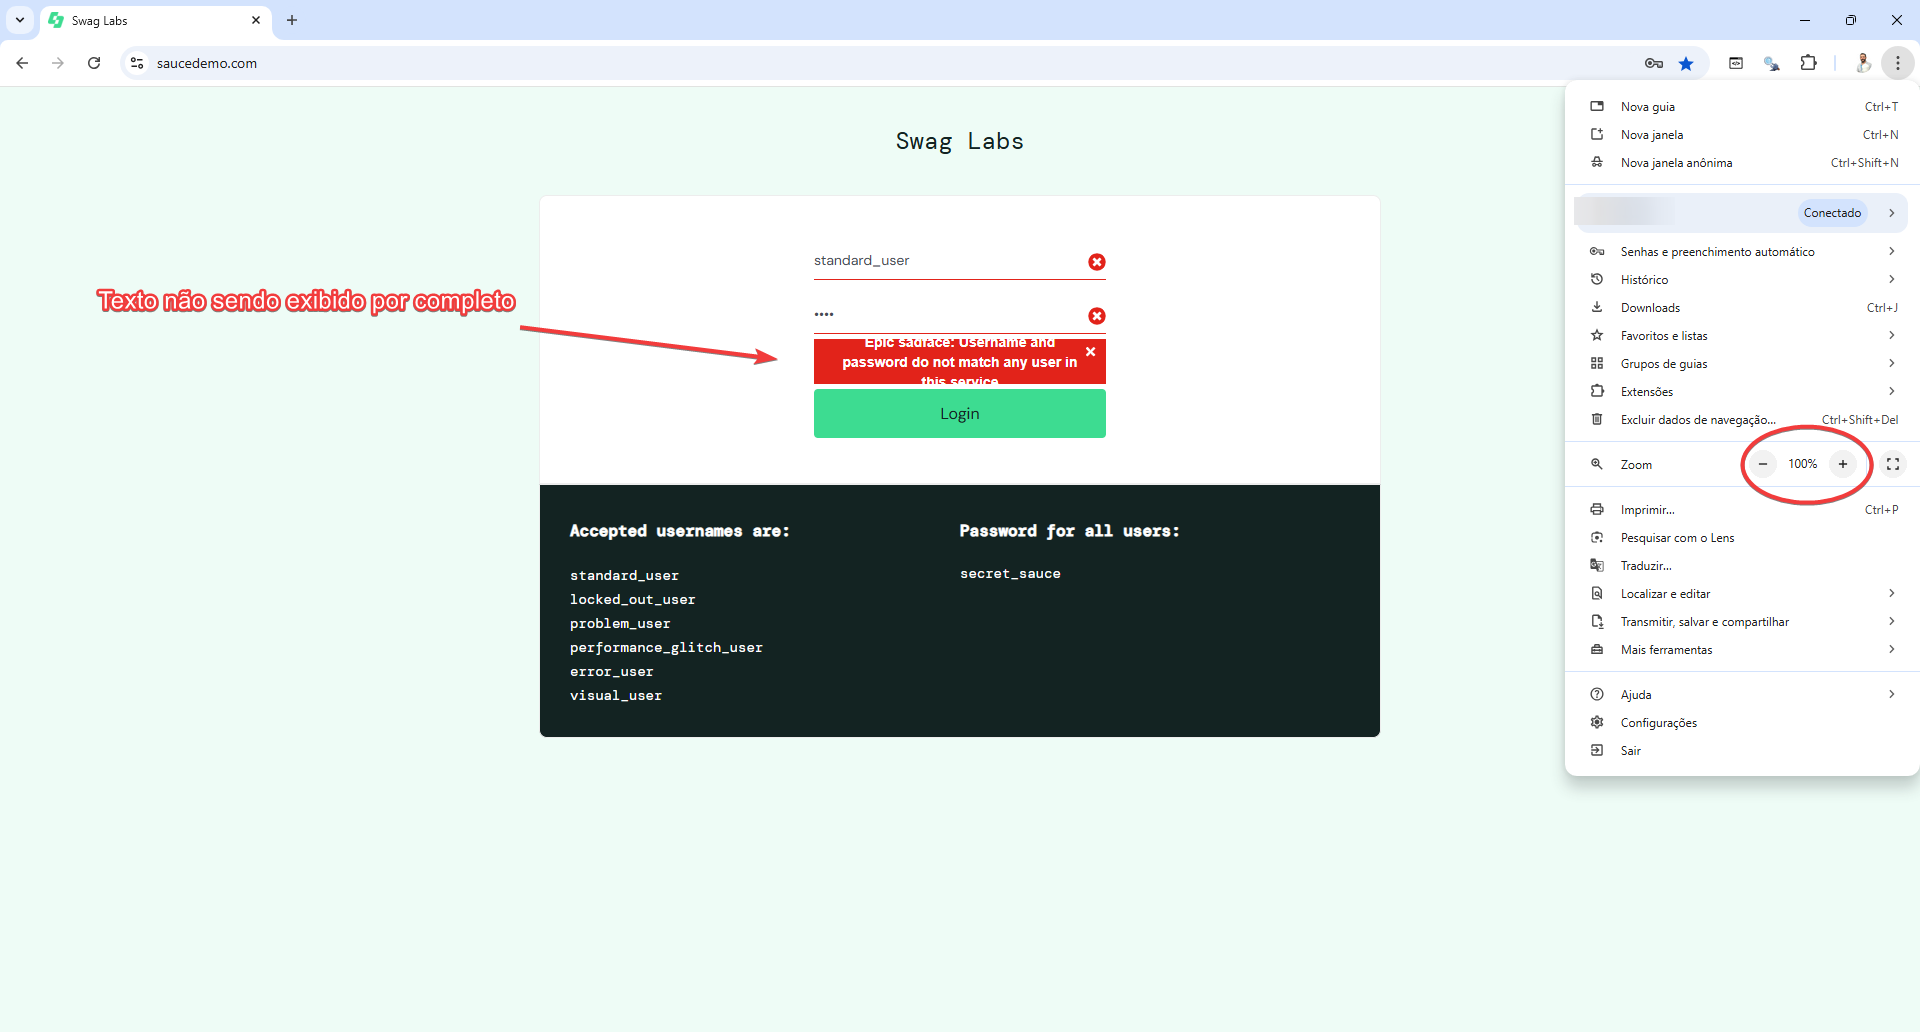 Swag Labs
saucedemo.com
Swag Labs
standard_user
••••
Texto não sendo exibido por completo
Epic sadface: Username and
password do not match any user in
this service
Login
Accepted usernames are:
standard_user
locked_out_user
problem_user
performance_glitch_user
error_user
visual_user
Password for all users:
secret_sauce
Nova guia Ctrl+T
Nova janela Ctrl+N
Nova janela anônima Ctrl+Shift+N
Conectado
Senhas e preenchimento automático
Histórico
Downloads Ctrl+J
Favoritos e listas
Grupos de guias
Extensões
Excluir dados de navegação... Ctrl+Shift+Del
Zoom − 100% +
Imprimir... Ctrl+P
Pesquisar com o Lens
Traduzir...
Localizar e editar
Transmitir, salvar e compartilhar
Mais ferramentas
Ajuda
Configurações
Sair